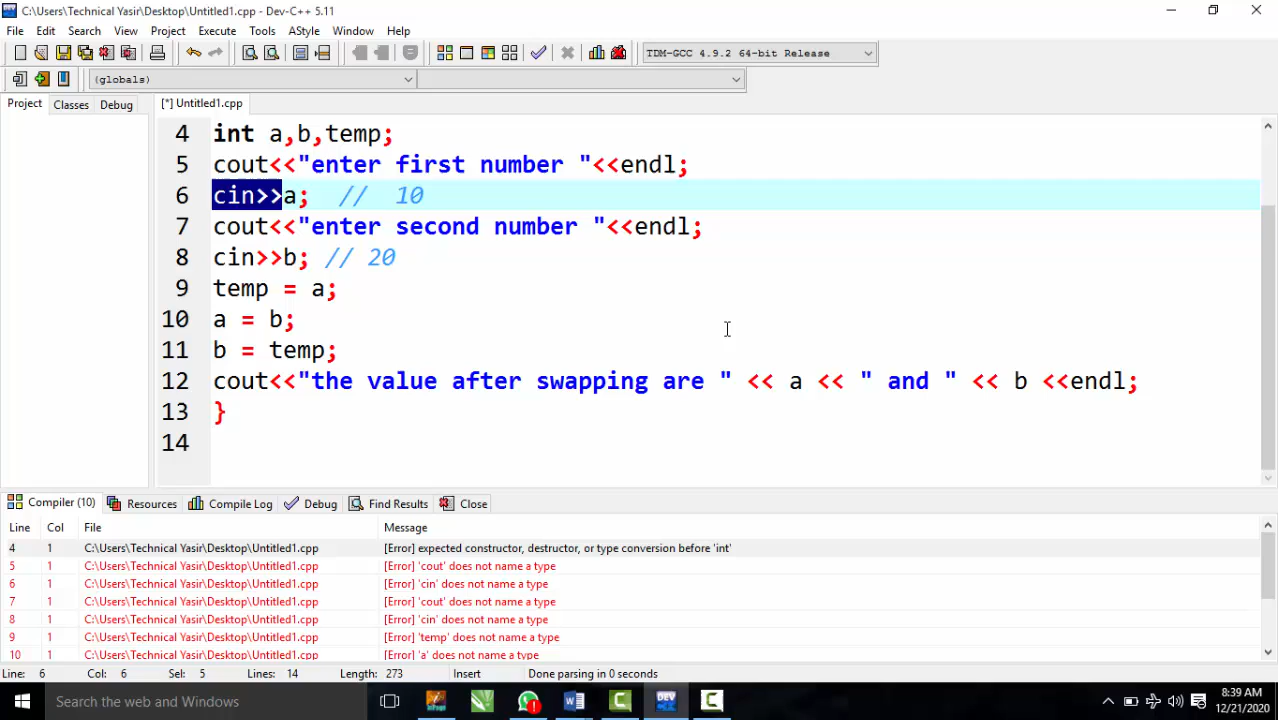 C:\Users\Technical Yasir\Desktop\Untitled1.cpp - Dev-C++ 5.11
File Edit Search View Project Execute Tools AStyle Window Help
TDM-GCC 4.9.2 64-bit Release
(globals)
Project Classes Debug [*] Untitled1.cpp
4 int a,b,temp;
5 cout<<"enter first number "<<endl;
6 cin>>a; // 10
7 cout<<"enter second number "<<endl;
8 cin>>b; // 20
9 temp = a;
10 a = b;
11 b = temp;
12 cout<<"the value after swapping are " << a << " and " << b <<endl;
13 }
14
Compiler (10) Resources Compile Log Debug Find Results Close
Line Col File Message
4 1 C:\Users\Technical Yasir\Desktop\Untitled1.cpp [Error] expected constructor, destructor, or type conversion before 'int'
5 1 C:\Users\Technical Yasir\Desktop\Untitled1.cpp [Error] 'cout' does not name a type
6 1 C:\Users\Technical Yasir\Desktop\Untitled1.cpp [Error] 'cin' does not name a type
7 1 C:\Users\Technical Yasir\Desktop\Untitled1.cpp [Error] 'cout' does not name a type
8 1 C:\Users\Technical Yasir\Desktop\Untitled1.cpp [Error] 'cin' does not name a type
9 1 C:\Users\Technical Yasir\Desktop\Untitled1.cpp [Error] 'temp' does not name a type
10 1 C:\Users\Technical Yasir\Desktop\Untitled1.cpp [Error] 'a' does not name a type
Line: 6 Col: 6 Sel: 5 Lines: 14 Length: 273 Insert Done parsing in 0 seconds
Search the web and Windows
DEV
8:39 AM
12/21/2020